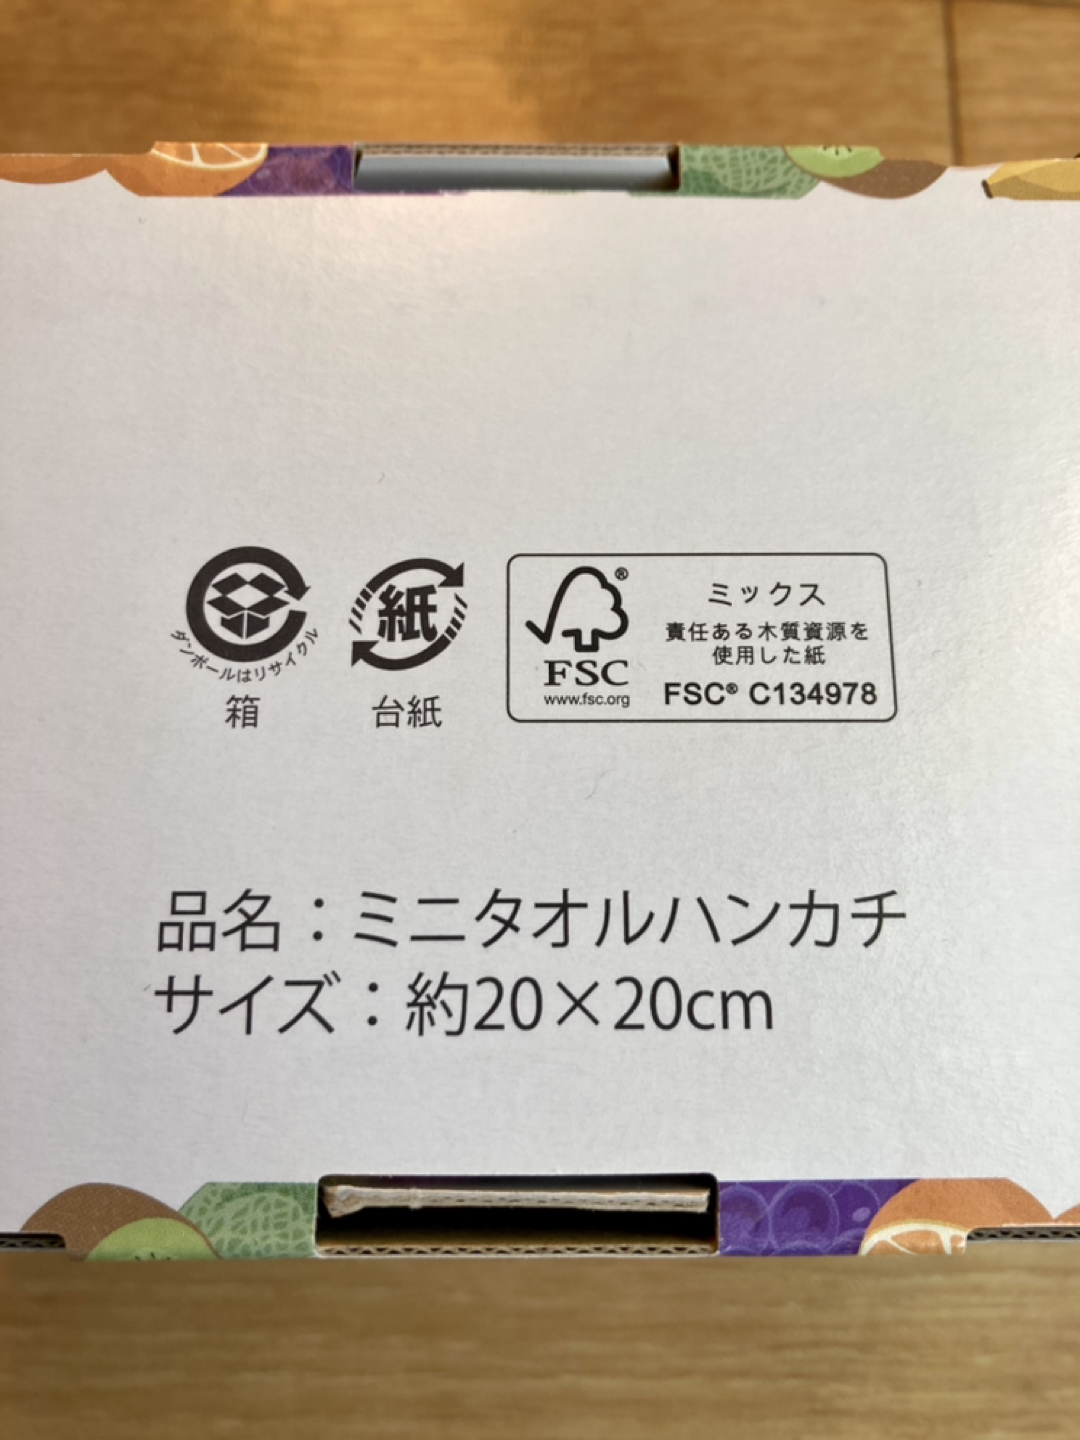 ダンボールはリサイクル
箱
紙
台紙
®
FSC
www.fsc.org
ミックス
責任ある木質資源を
使用した紙
FSC® C134978
品名：ミニタオルハンカチ
サイズ：約20×20cm